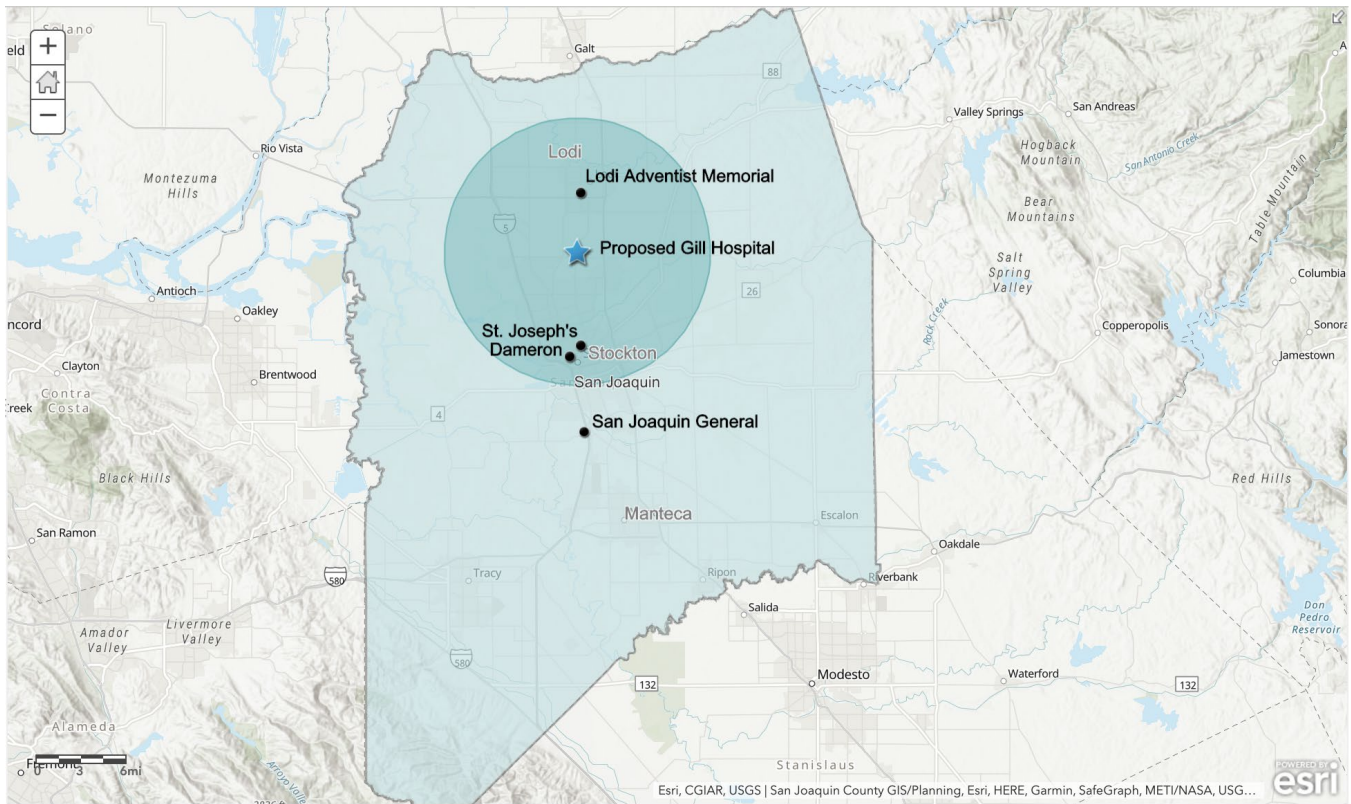 Solano
Galt
eld
+
−
88
A
Valley Springs
San Andreas
Rio Vista
Lodi
Hogback
Mountain
San Antonio Creek
Table Mountain
Montezuma
Hills
Lodi Adventist Memorial
Bear
Mountains
5
Proposed Gill Hospital
Salt
Spring
Valley
Columbia
Antioch
26
Oakley
Rock Creek
ncord
St. Joseph's
Dameron
Stockton
Copperopolis
Sonora
Jamestown
Clayton
Brentwood
San Joaquin
Contra
Costa
Creek
4
San Joaquin General
Black Hills
Red Hills
Manteca
Escalon
San Ramon
Oakdale
580
Tracy
Ripon
Riverbank
Salida
Don
Pedro
Reservoir
Amador
Valley
Livermore
Valley
580
132
Modesto
Waterford
132
Alameda
Stanislaus
Fremont
0 3 6mi
Esri, CGIAR, USGS | San Joaquin County GIS/Planning, Esri, HERE, Garmin, SafeGraph, METI/NASA, USG...
POWERED BY
esri